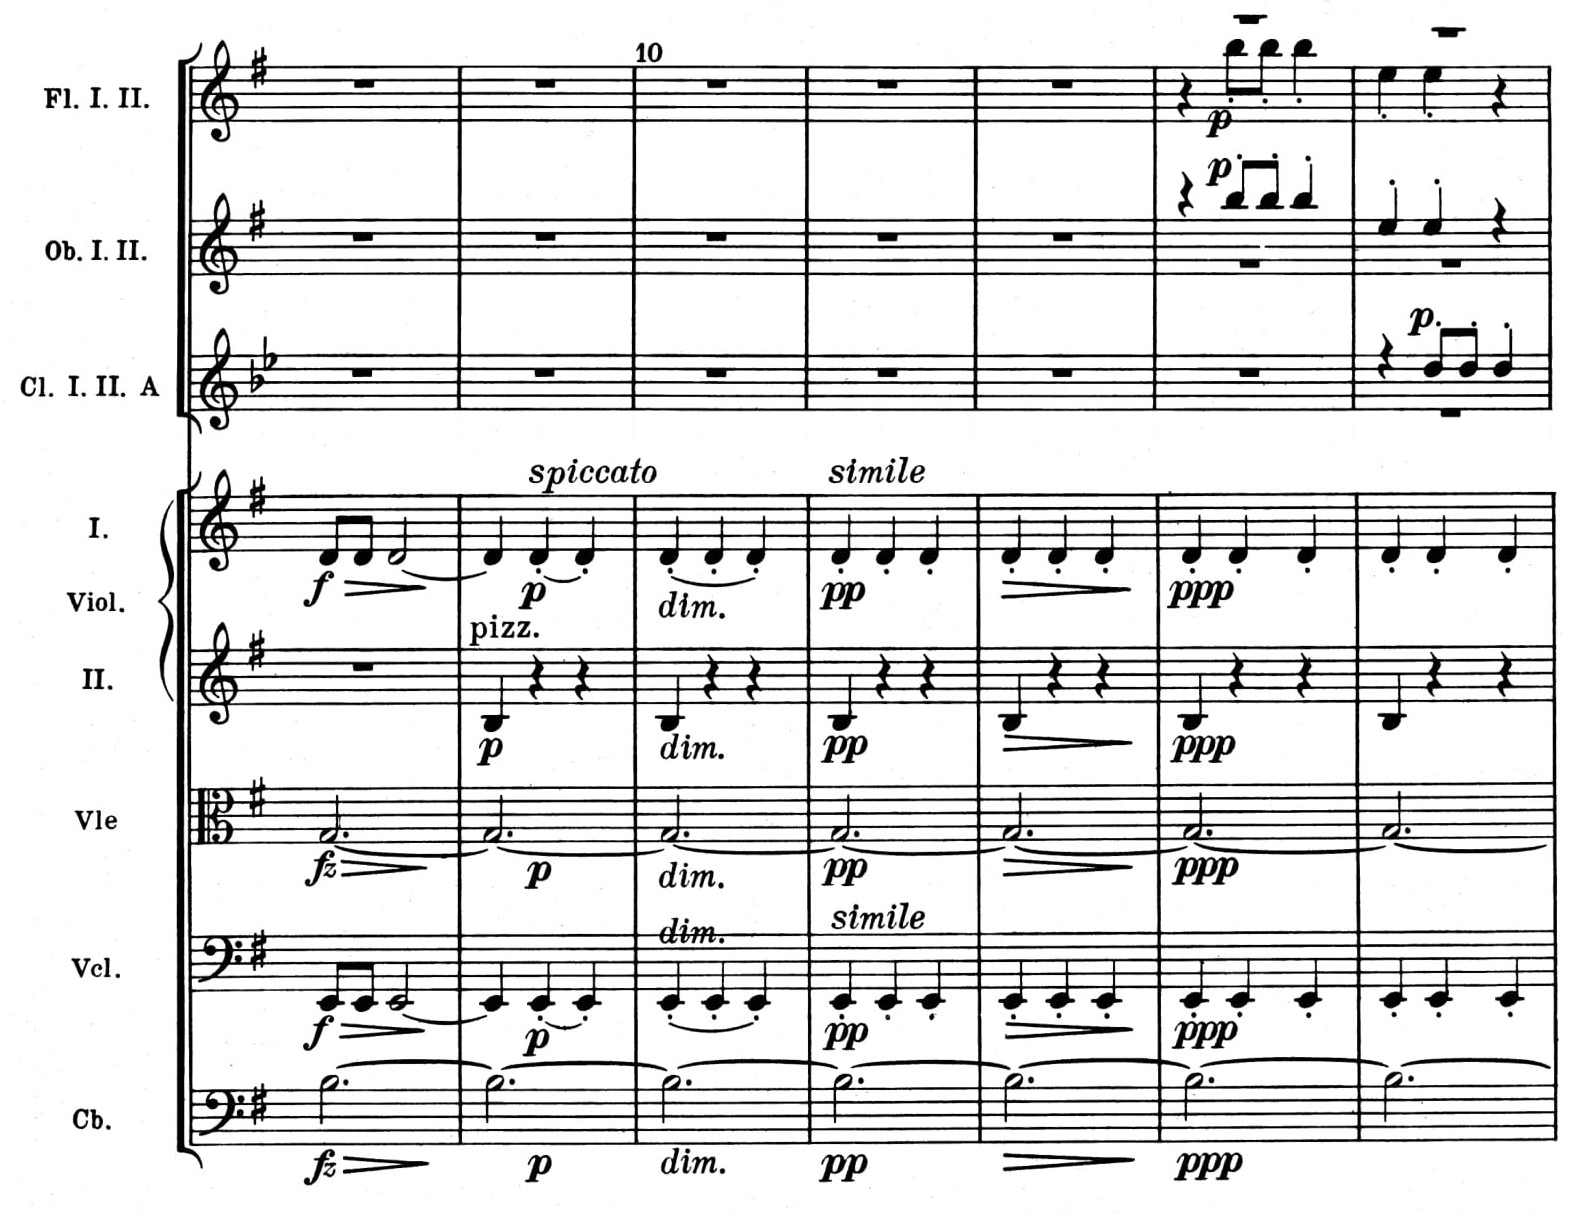 10
Fl. I. II.
p
p
Ob. I. II.
p
Cl. I. II. A
spiccato simile
I.
f p dim. pp ppp
Viol.
pizz.
II.
p dim. pp ppp
Vle
fz p dim. pp ppp
dim. simile
Vcl.
f p pp ppp
Cb.
fz p dim. pp ppp